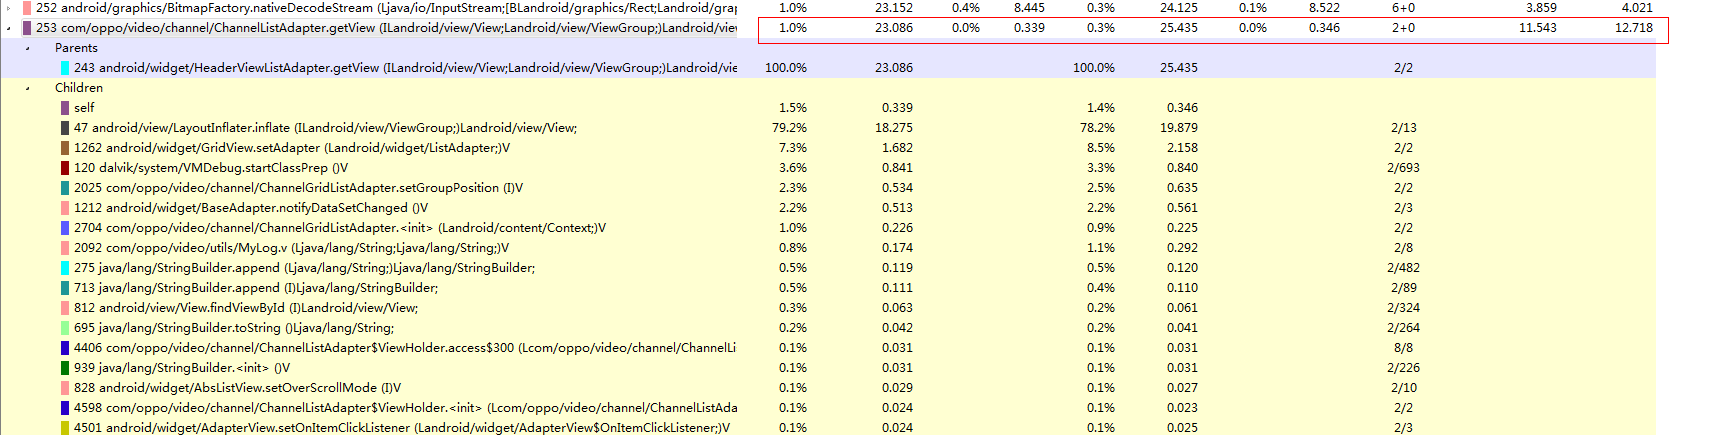 252 android/graphics/BitmapFactory.nativeDecodeStream (Ljava/io/InputStream;[BLandroid/graphics/Rect;Landroid/grap 1.0% 23.152 0.4% 8.445 0.3% 24.125 0.1% 8.522 6+0 3.859 4.021
253 com/oppo/video/channel/ChannelListAdapter.getView (ILandroid/view/View;Landroid/view/ViewGroup;)Landroid/view 1.0% 23.086 0.0% 0.339 0.3% 25.435 0.0% 0.346 2+0 11.543 12.718
Parents
243 android/widget/HeaderViewListAdapter.getView (ILandroid/view/View;Landroid/view/ViewGroup;)Landroid/vie 100.0% 23.086 100.0% 25.435 2/2
Children
self 1.5% 0.339 1.4% 0.346
47 android/view/LayoutInflater.inflate (ILandroid/view/ViewGroup;)Landroid/view/View; 79.2% 18.275 78.2% 19.879 2/13
1262 android/widget/GridView.setAdapter (Landroid/widget/ListAdapter;)V 7.3% 1.682 8.5% 2.158 2/2
120 dalvik/system/VMDebug.startClassPrep ()V 3.6% 0.841 3.3% 0.840 2/693
2025 com/oppo/video/channel/ChannelGridListAdapter.setGroupPosition (I)V 2.3% 0.534 2.5% 0.635 2/2
1212 android/widget/BaseAdapter.notifyDataSetChanged ()V 2.2% 0.513 2.2% 0.561 2/3
2704 com/oppo/video/channel/ChannelGridListAdapter.<init> (Landroid/content/Context;)V 1.0% 0.226 0.9% 0.225 2/2
2092 com/oppo/video/utils/MyLog.v (Ljava/lang/String;Ljava/lang/String;)V 0.8% 0.174 1.1% 0.292 2/8
275 java/lang/StringBuilder.append (Ljava/lang/String;)Ljava/lang/StringBuilder; 0.5% 0.119 0.5% 0.120 2/482
713 java/lang/StringBuilder.append (I)Ljava/lang/StringBuilder; 0.5% 0.111 0.4% 0.110 2/89
812 android/view/View.findViewById (I)Landroid/view/View; 0.3% 0.063 0.2% 0.061 2/324
695 java/lang/StringBuilder.toString ()Ljava/lang/String; 0.2% 0.042 0.2% 0.041 2/264
4406 com/oppo/video/channel/ChannelListAdapter$ViewHolder.access$300 (Lcom/oppo/video/channel/ChannelLi 0.1% 0.031 0.1% 0.031 8/8
939 java/lang/StringBuilder.<init> ()V 0.1% 0.031 0.1% 0.031 2/226
828 android/widget/AbsListView.setOverScrollMode (I)V 0.1% 0.029 0.1% 0.027 2/10
4598 com/oppo/video/channel/ChannelListAdapter$ViewHolder.<init> (Lcom/oppo/video/channel/ChannelListAda 0.1% 0.024 0.1% 0.023 2/2
4501 android/widget/AdapterView.setOnItemClickListener (Landroid/widget/AdapterView$OnItemClickListener;)V 0.1% 0.024 0.1% 0.025 2/3